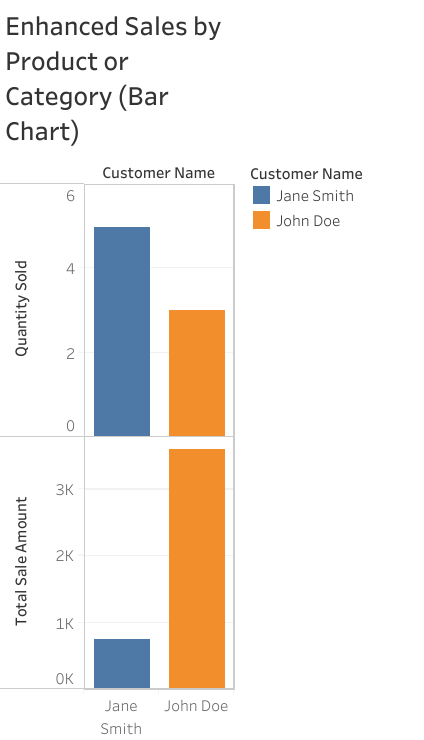 Enhanced Sales by
Product or
Category (Bar
Chart)
Customer Name
Customer Name
Jane Smith
John Doe
6
4
2
0
Quantity Sold
3K
2K
1K
0K
Total Sale Amount
Jane
Smith
John Doe